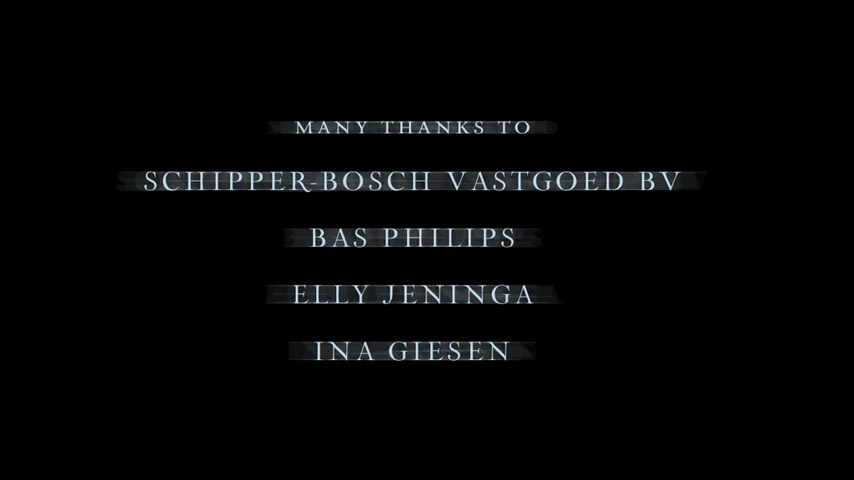 MANY THANKS TO
SCHIPPER-BOSCH VASTGOED BV
BAS PHILIPS
ELLY JENINGA
INA GIESEN